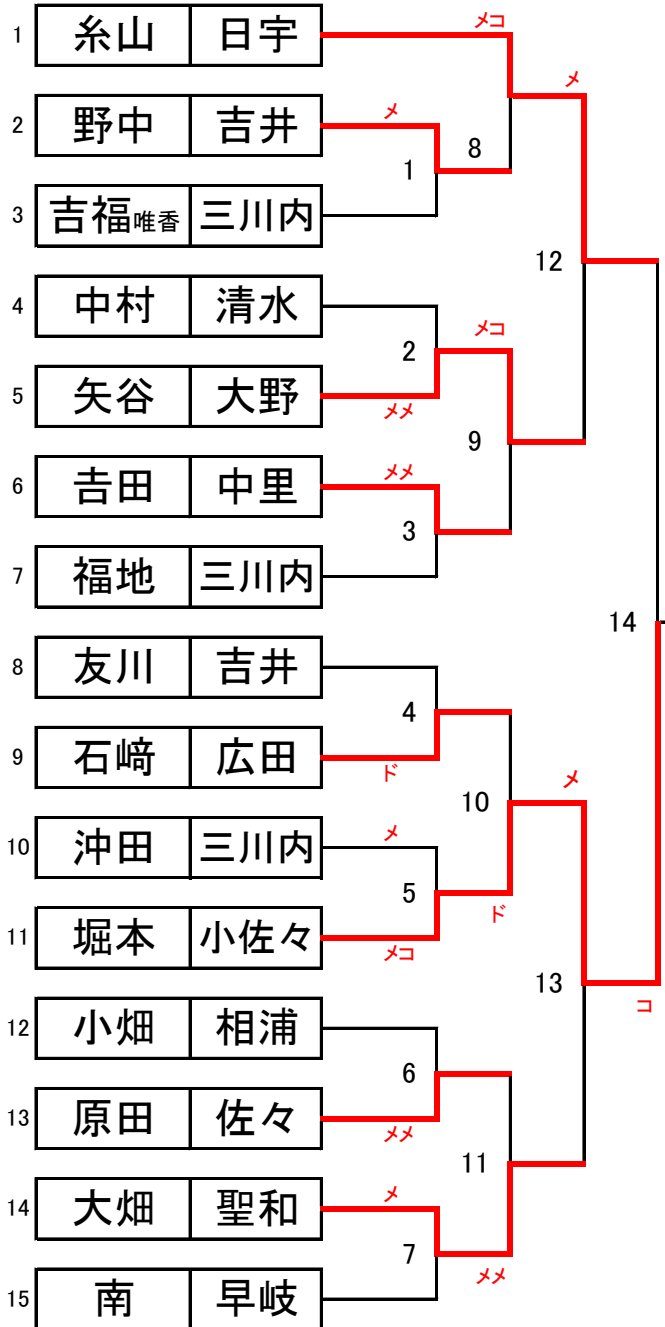 1 糸山 日宇 メコ
メ
2 野中 吉井 メ
8
1
3 吉福唯香 三川内
12
4 中村 清水
メコ
2
5 矢谷 大野 メメ
9
6 𠮷田 中里 メメ
3
7 福地 三川内
14
8 友川 吉井
4
9 石﨑 広田 ド
メ
10
10 沖田 三川内 メ
5
ド
11 堀本 小佐々 メコ
13
コ
12 小畑 相浦
6
13 原田 佐々 メメ
11
14 大畑 聖和 メ
7
メメ
15 南 早岐